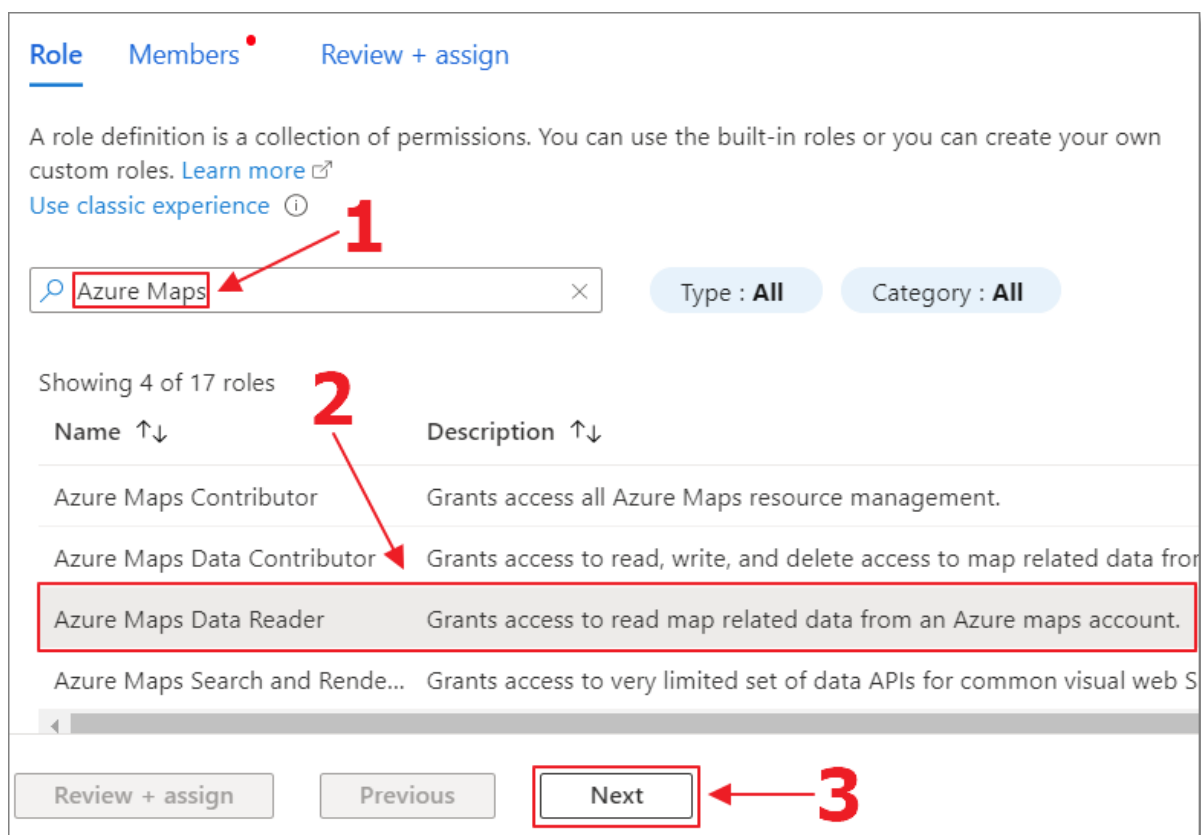 Role Members Review + assign
A role definition is a collection of permissions. You can use the built-in roles or you can create your own
custom roles. Learn more
Use classic experience
1
Azure Maps Type : All Category : All
Showing 4 of 17 roles
2
Name ↑↓ Description ↑↓
Azure Maps Contributor Grants access all Azure Maps resource management.
Azure Maps Data Contributor Grants access to read, write, and delete access to map related data from
Azure Maps Data Reader Grants access to read map related data from an Azure maps account.
Azure Maps Search and Rende... Grants access to very limited set of data APIs for common visual web S
Review + assign Previous Next 3